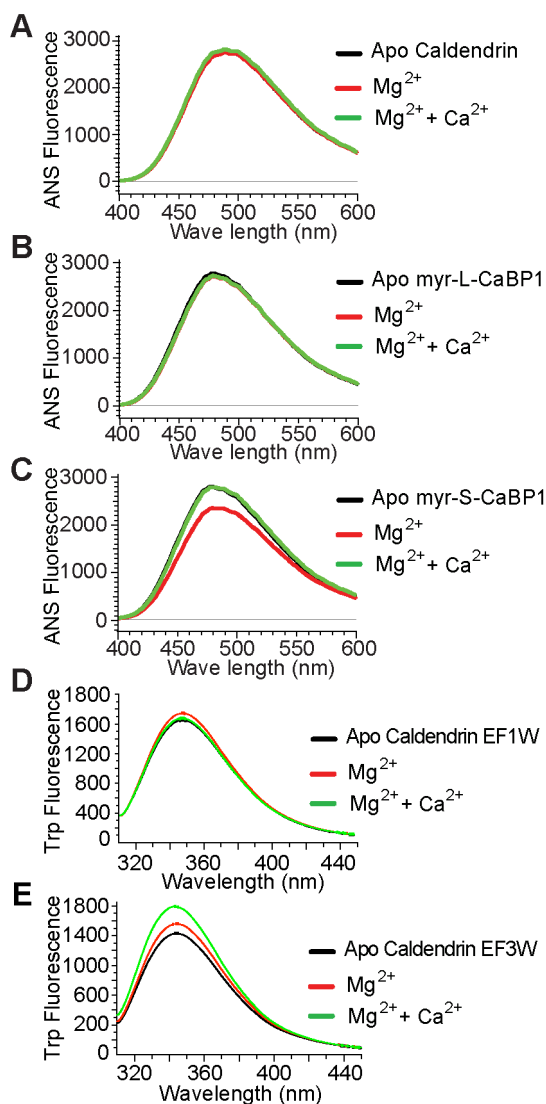 A
ANS Fluorescence
3000
2000
1000
0
400 450 500 550 600
Wave length (nm)
Apo Caldendrin
Mg2+
Mg2+ + Ca2+
B
ANS Fluorescence
3000
2000
1000
0
400 450 500 550 600
Wave length (nm)
Apo myr-L-CaBP1
Mg2+
Mg2+ + Ca2+
C
ANS Fluorescence
3000
2000
1000
0
400 450 500 550 600
Wave length (nm)
Apo myr-S-CaBP1
Mg2+
Mg2+ + Ca2+
D
Trp Fluorescence
1800
1600
1200
800
400
0
320 360 400 440
Wavelength (nm)
Apo Caldendrin EF1W
Mg2+
Mg2+ + Ca2+
E
Trp Fluorescence
1800
1400
1000
600
200
0
320 360 400 440
Wavelength (nm)
Apo Caldendrin EF3W
Mg2+
Mg2+ + Ca2+